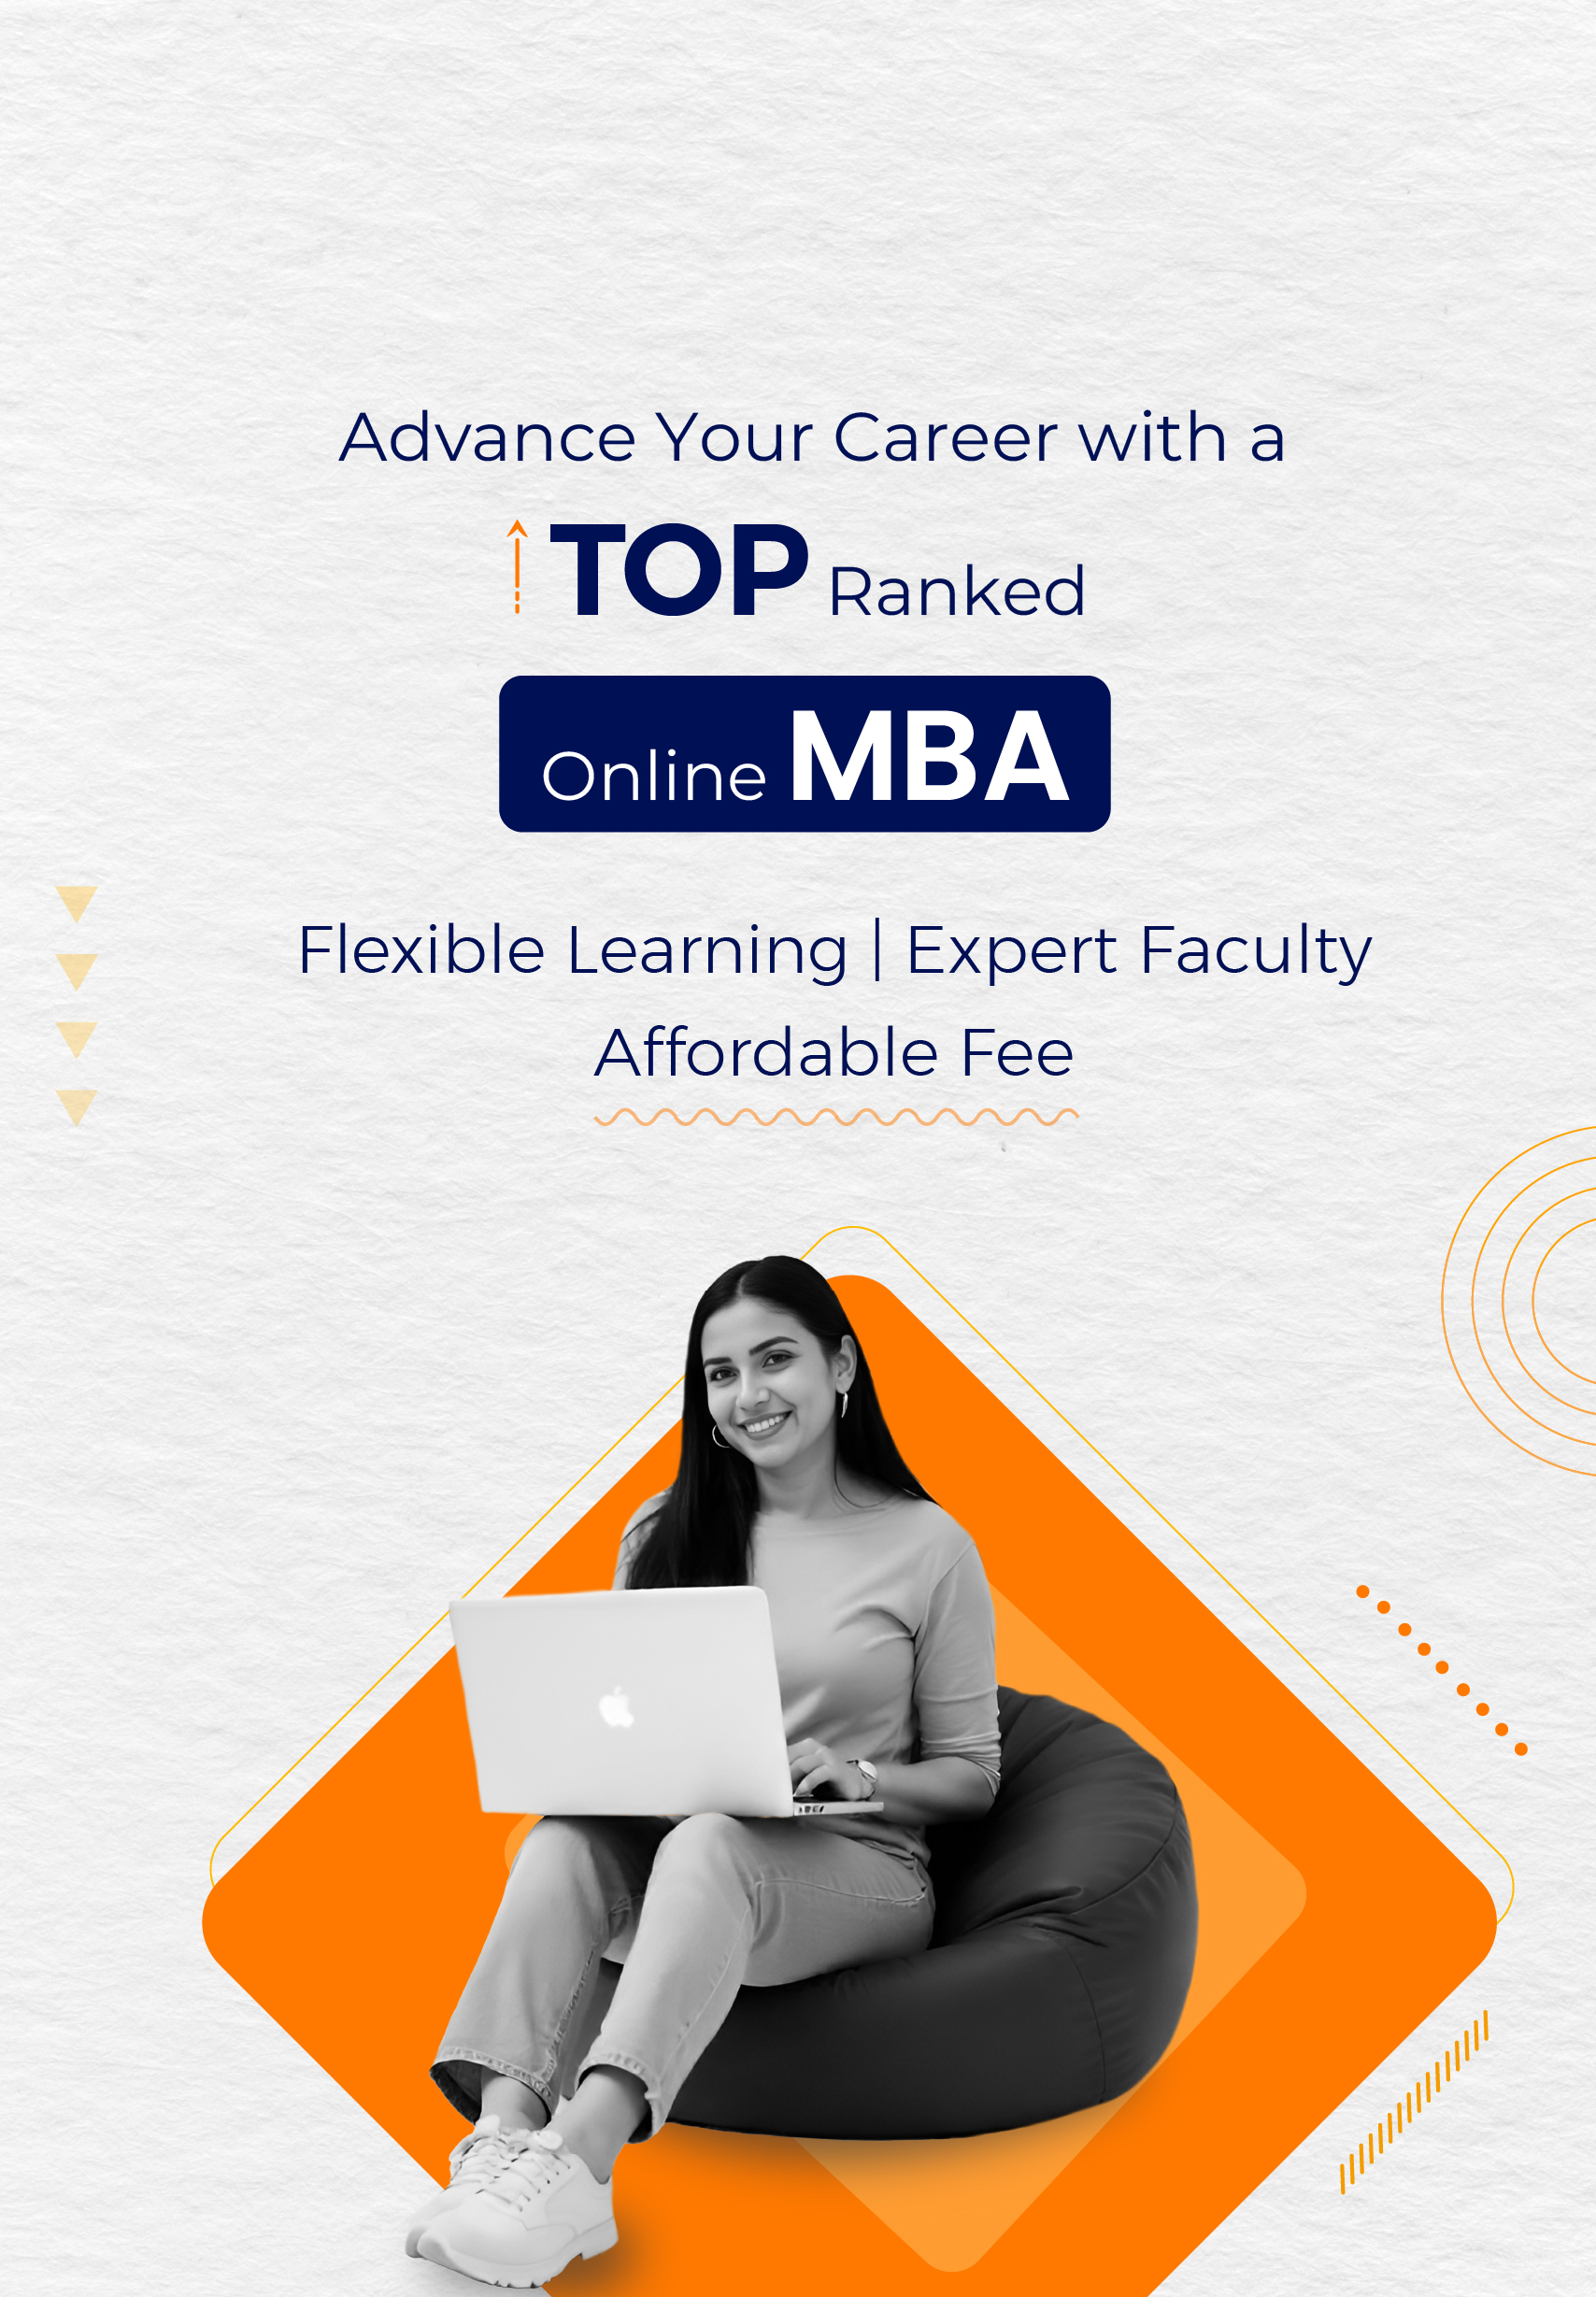 Advance Your Career with a
TOP Ranked
Online MBA
Flexible Learning | Expert Faculty
Affordable Fee